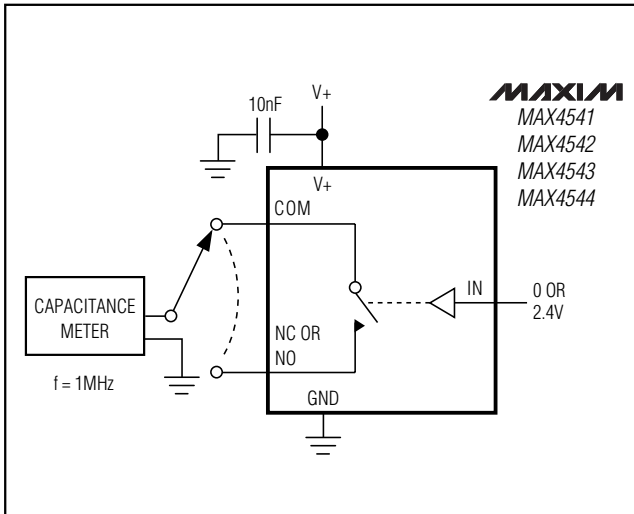 V+
10nF
MAXIM
MAX4541
MAX4542
MAX4543
MAX4544
V+
COM
IN
0 OR
2.4V
CAPACITANCE
METER
NC OR
NO
f = 1MHz
GND